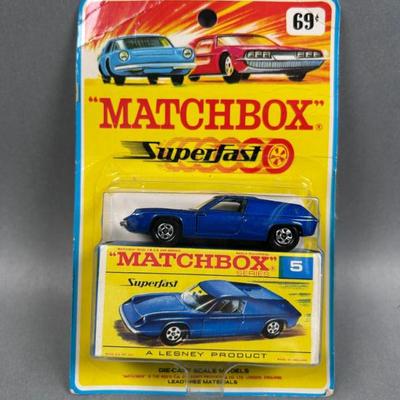 69¢
"MATCHBOX"
Superfast
"MATCHBOX"
SERIES
5
Superfast
A LESNEY PRODUCT
DIE-CAST SCALE MODELS
LEAD FREE MATERIALS